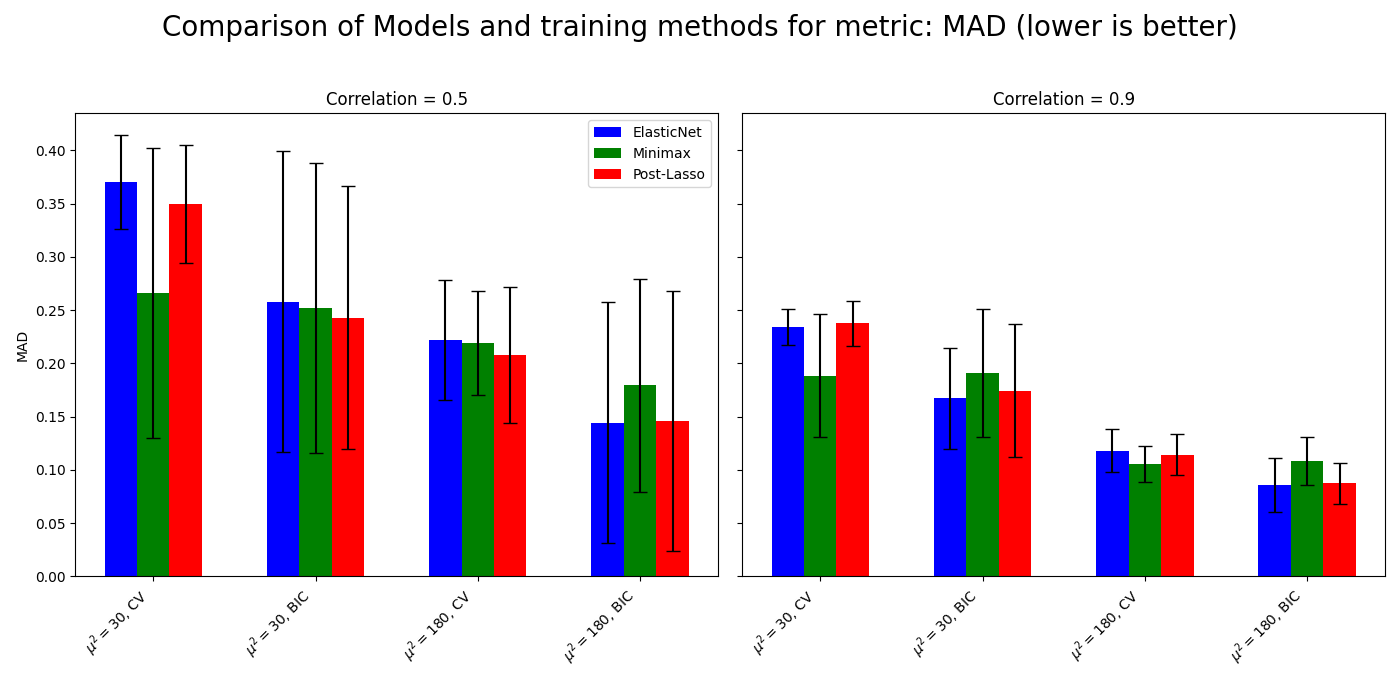 Comparison of Models and training methods for metric: MAD (lower is better)
Correlation = 0.5
Correlation = 0.9
ElasticNet
Minimax
Post-Lasso
MAD
0.40
0.35
0.30
0.25
0.20
0.15
0.10
0.05
0.00
μ² = 30, CV
μ² = 30, BIC
μ² = 180, CV
μ² = 180, BIC
μ² = 30, CV
μ² = 30, BIC
μ² = 180, CV
μ² = 180, BIC